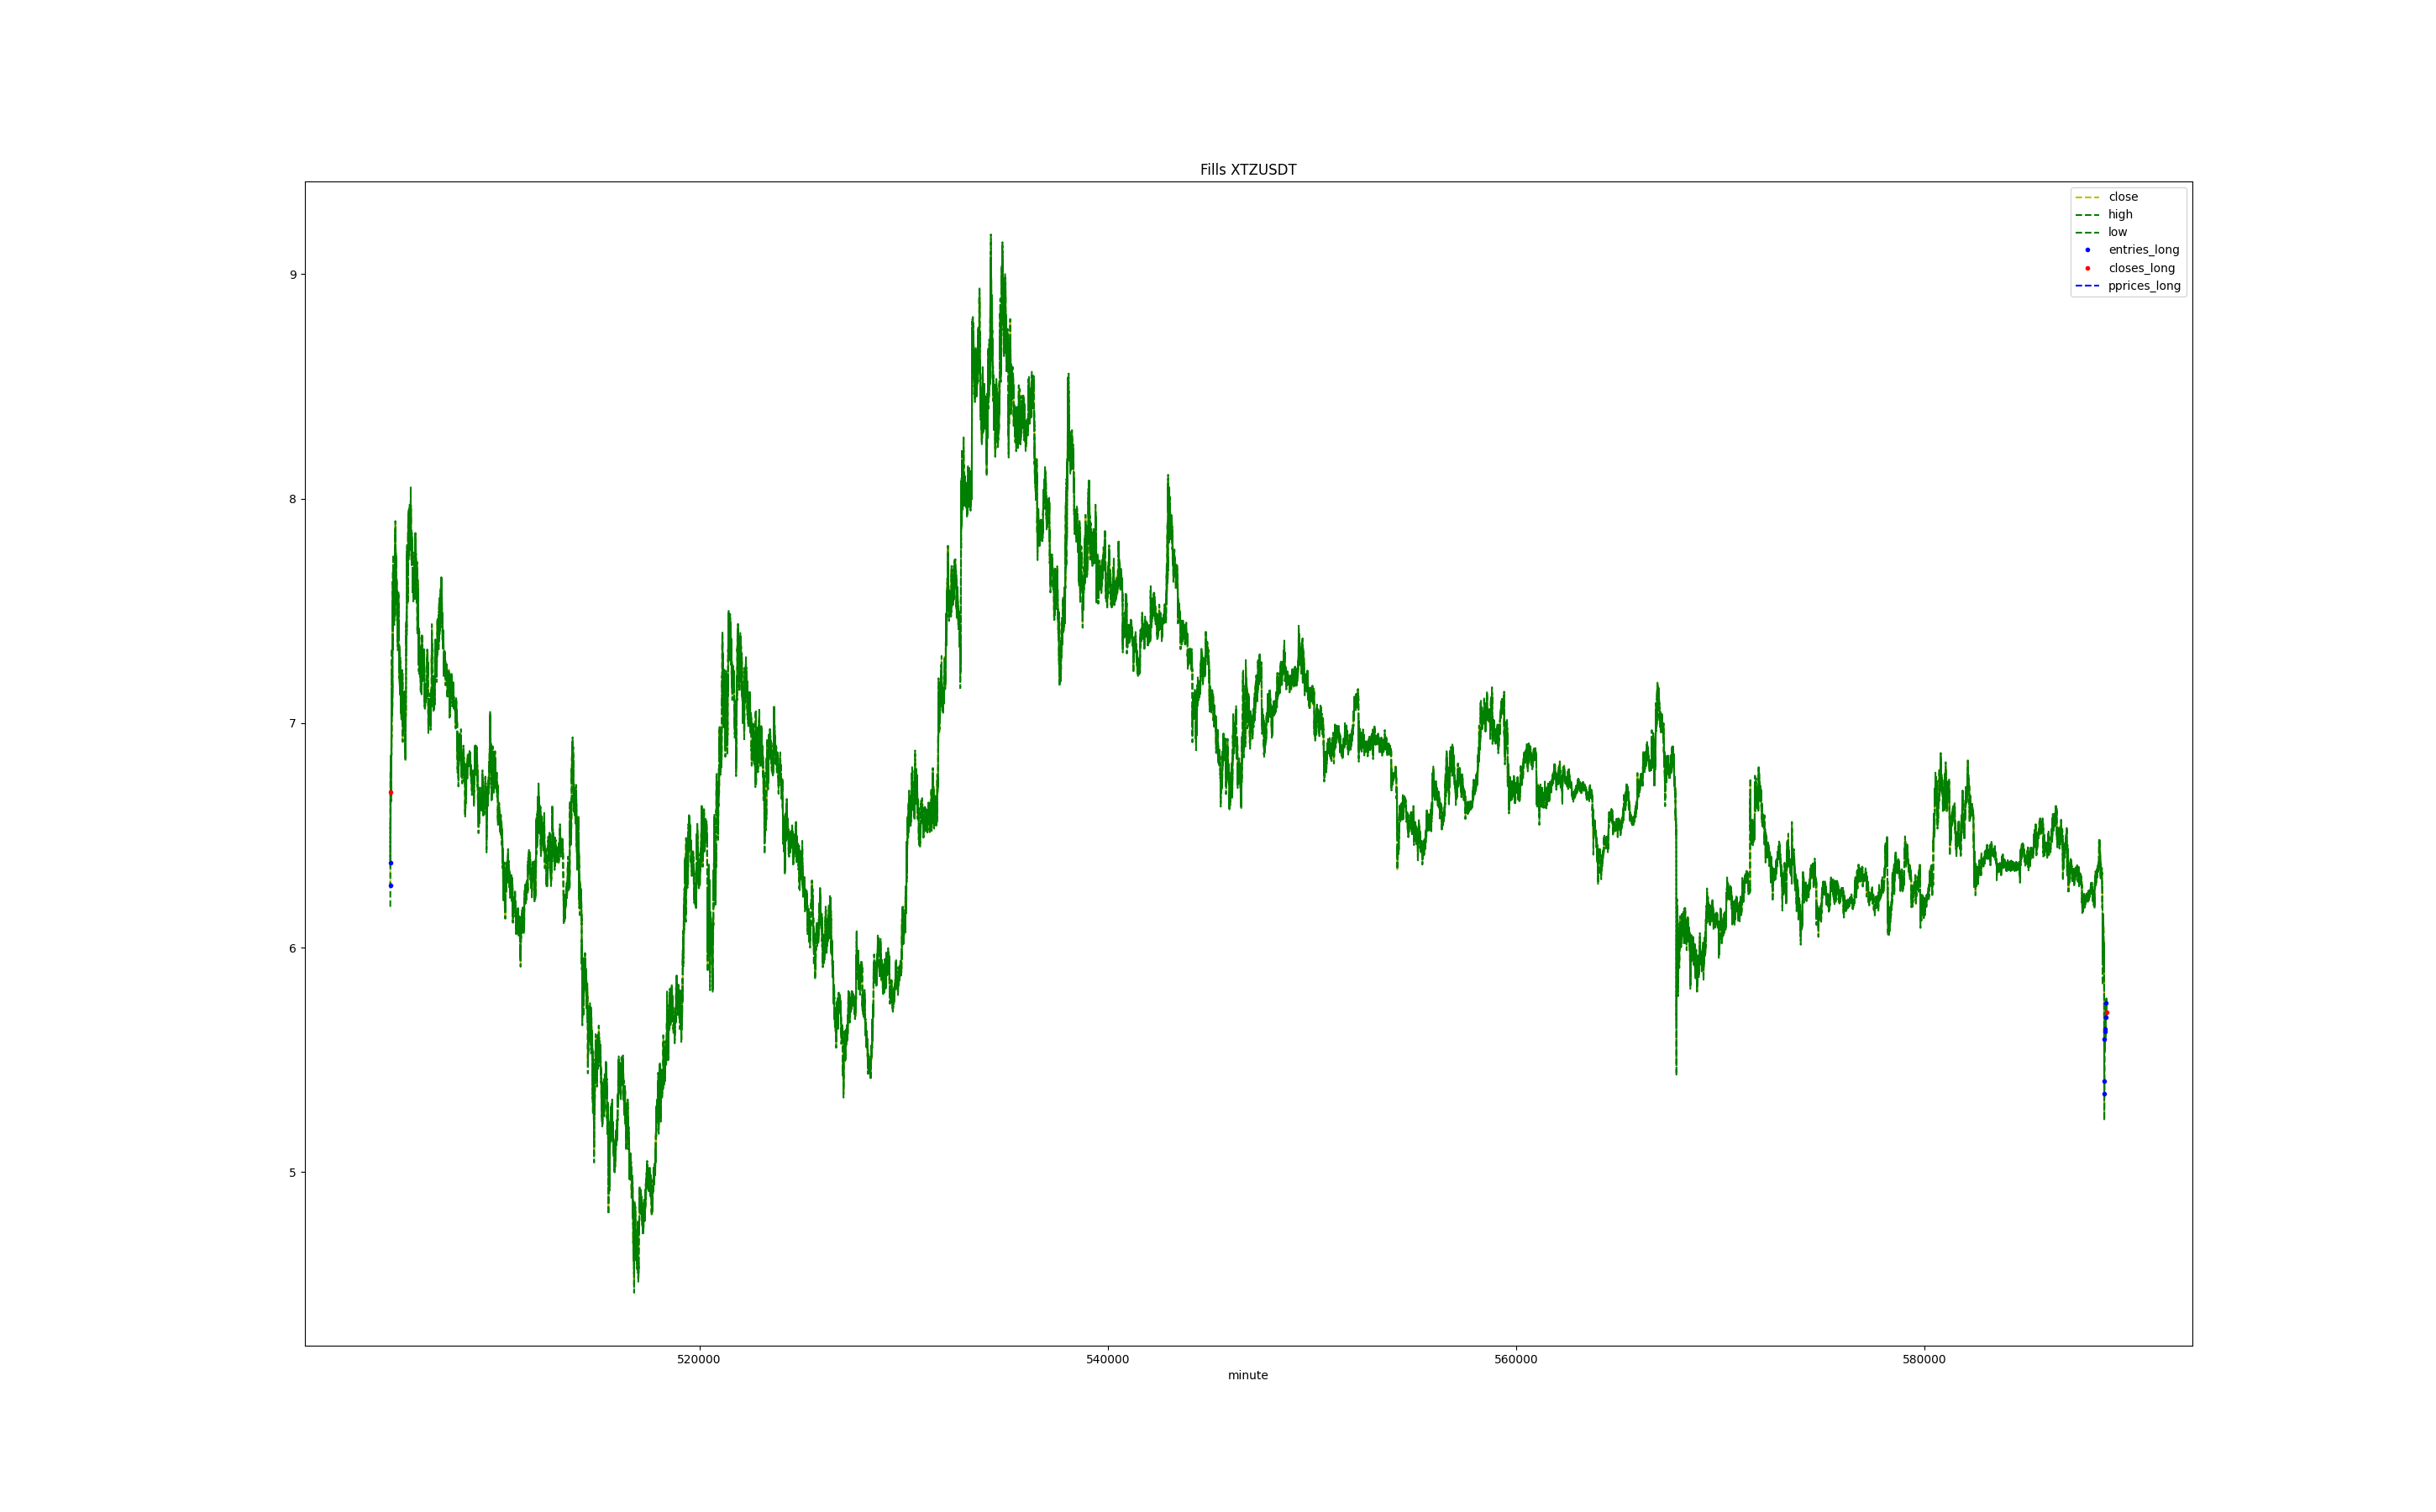 Fills XTZUSDT
close
high
low
entries_long
closes_long
pprices_long
9
8
7
6
5
520000
540000
560000
580000
minute